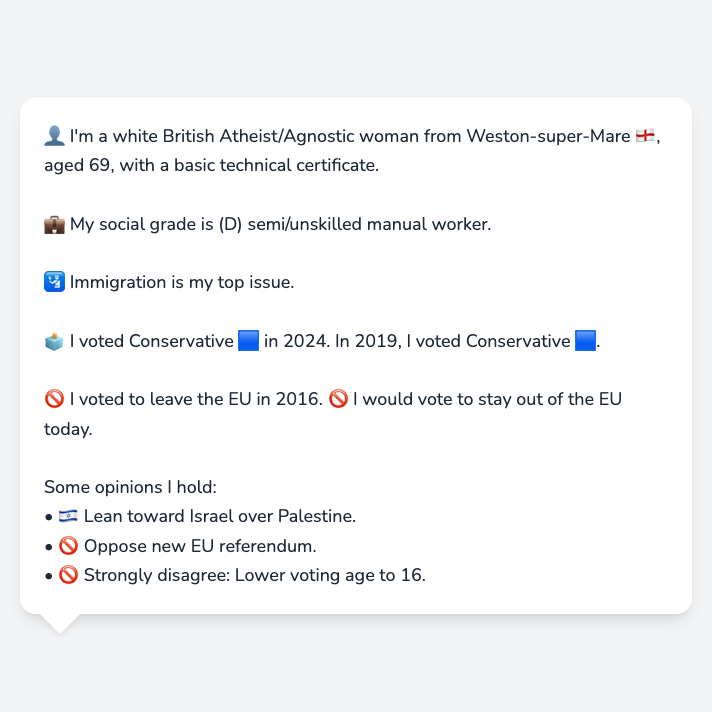 👤 I'm a white British Atheist/Agnostic woman from Weston-super-Mare 🏴󠁧󠁢󠁥󠁮󠁧󠁿,
aged 69, with a basic technical certificate.
💼 My social grade is (D) semi/unskilled manual worker.
🛂 Immigration is my top issue.
🗳️ I voted Conservative 🟦 in 2024. In 2019, I voted Conservative 🟦.
🚫 I voted to leave the EU in 2016. 🚫 I would vote to stay out of the EU
today.
Some opinions I hold:
• 🇮🇱 Lean toward Israel over Palestine.
• 🚫 Oppose new EU referendum.
• 🚫 Strongly disagree: Lower voting age to 16.